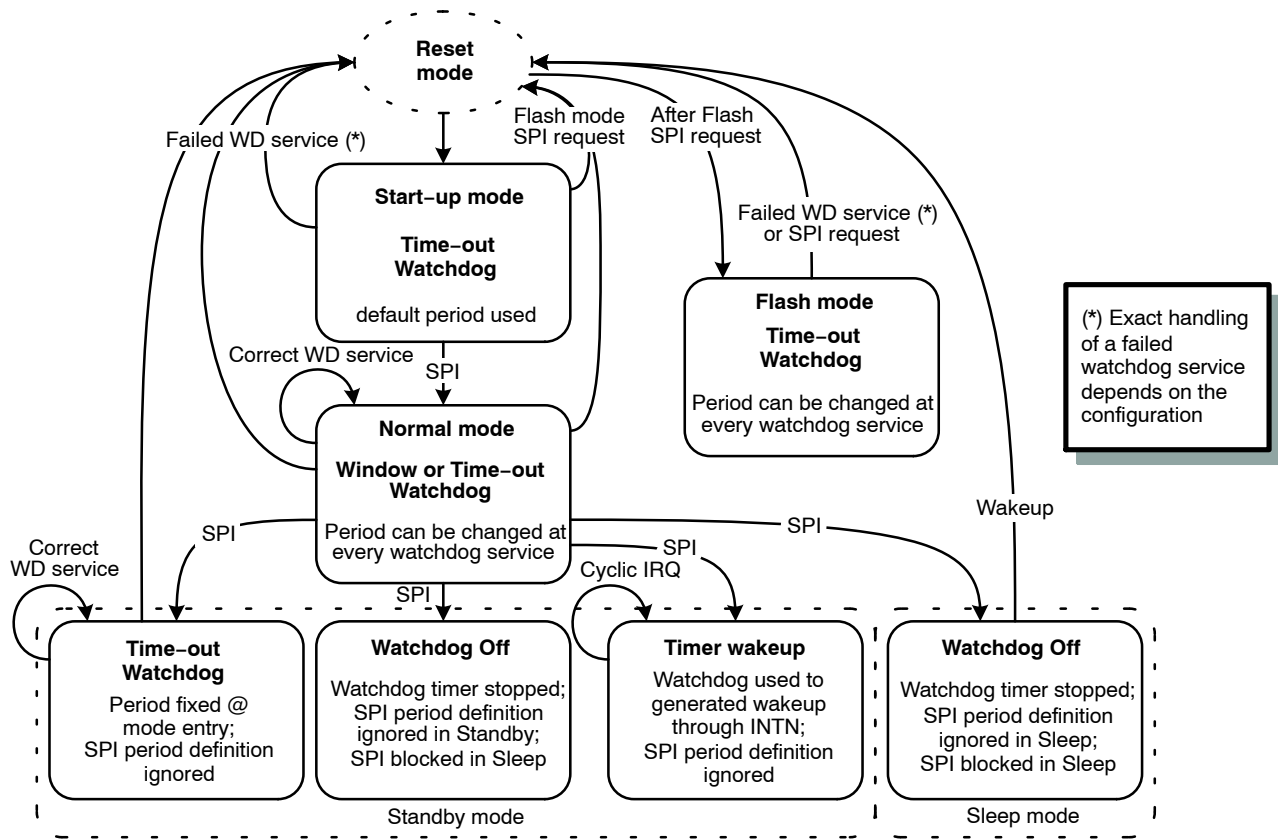 Reset
mode
Failed WD service (*)
Flash mode
SPI request
After Flash
SPI request
Start−up mode
Time−out
Watchdog
default period used
Failed WD service (*)
or SPI request
Flash mode
Time−out
Watchdog
Period can be changed at
every watchdog service
(*) Exact handling
of a failed
watchdog service
depends on the
configuration
Correct WD service
SPI
Normal mode
Window or Time−out
Watchdog
Period can be changed at
every watchdog service
Wakeup
SPI
SPI
SPI
SPI
Correct
WD service
Cyclic IRQ
Time−out
Watchdog
Period fixed @
mode entry;
SPI period definition
ignored
Watchdog Off
Watchdog timer stopped;
SPI period definition
ignored in Standby;
SPI blocked in Sleep
Timer wakeup
Watchdog used to
generated wakeup
through INTN;
SPI period definition
ignored
Watchdog Off
Watchdog timer stopped;
SPI period definition
ignored in Sleep;
SPI blocked in Sleep
Standby mode
Sleep mode